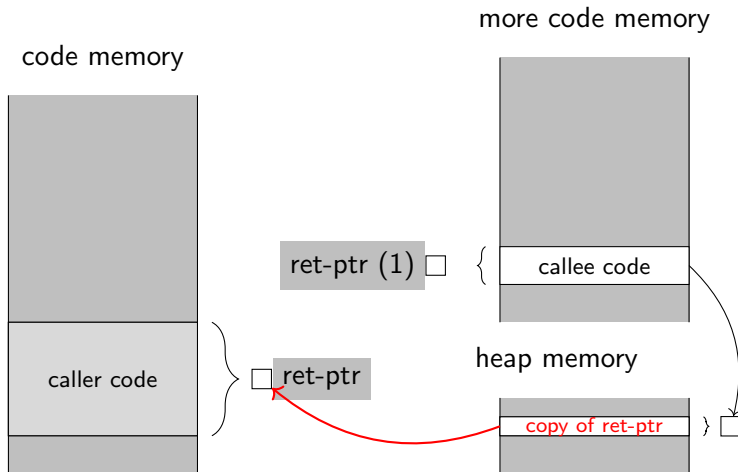 more code memory
code memory
ret-ptr (1)
callee code
heap memory
caller code
ret-ptr
copy of ret-ptr